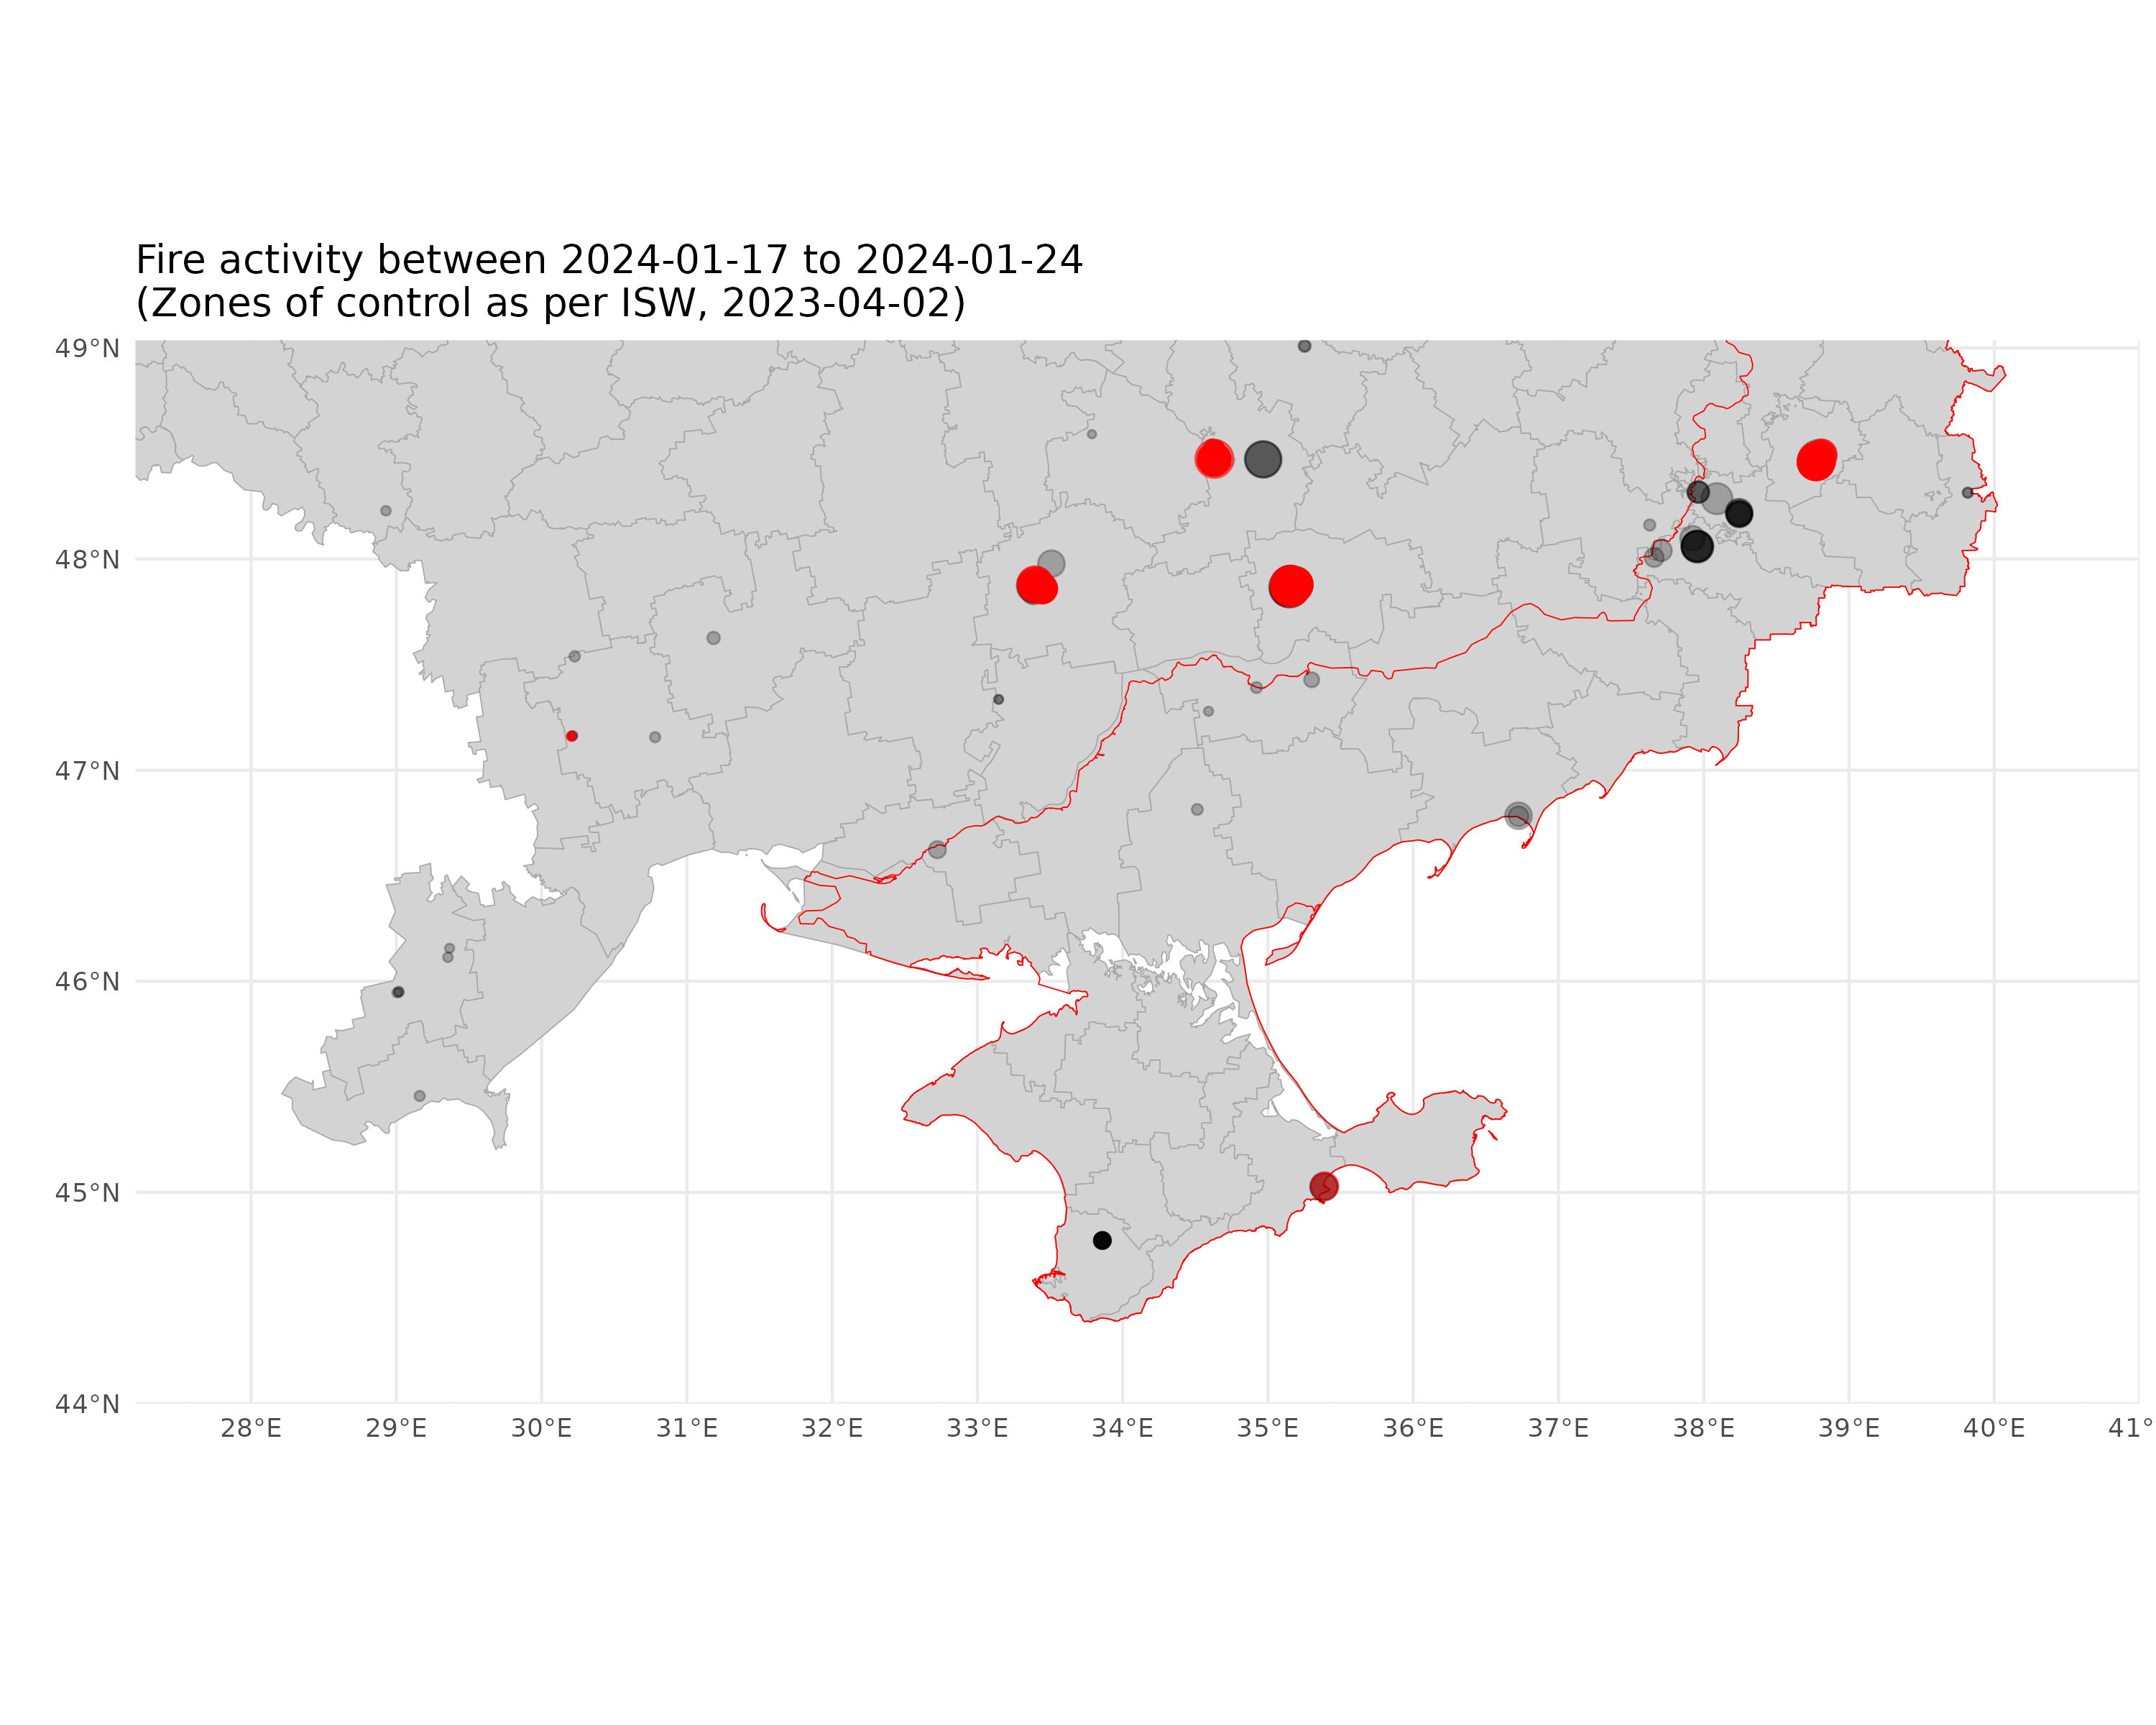 Fire activity between 2024-01-17 to 2024-01-24
(Zones of control as per ISW, 2023-04-02)
49°N
48°N
47°N
46°N
45°N
44°N
28°E 29°E 30°E 31°E 32°E 33°E 34°E 35°E 36°E 37°E 38°E 39°E 40°E 41°